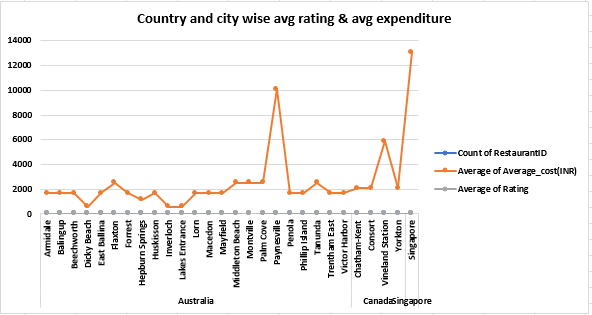 Country and city wise avg rating & avg expenditure
14000
12000
10000
8000
6000
4000
2000
0
Armidale
Balingup
Beechworth
Dicky Beach
East Ballina
Flaxton
Forrest
Hepburn Springs
Huskisson
Inverloch
Lakes Entrance
Lorn
Macedon
Mayfield
Middleton Beach
Montville
Palm Cove
Paynesville
Penola
Phillip Island
Tanunda
Trentham East
Victor Harbor
Chatham-Kent
Consort
Vineland Station
Yorkton
Singapore
Australia
Canada
Singapore
Count of RestaurantID
Average of Average_cost(INR)
Average of Rating